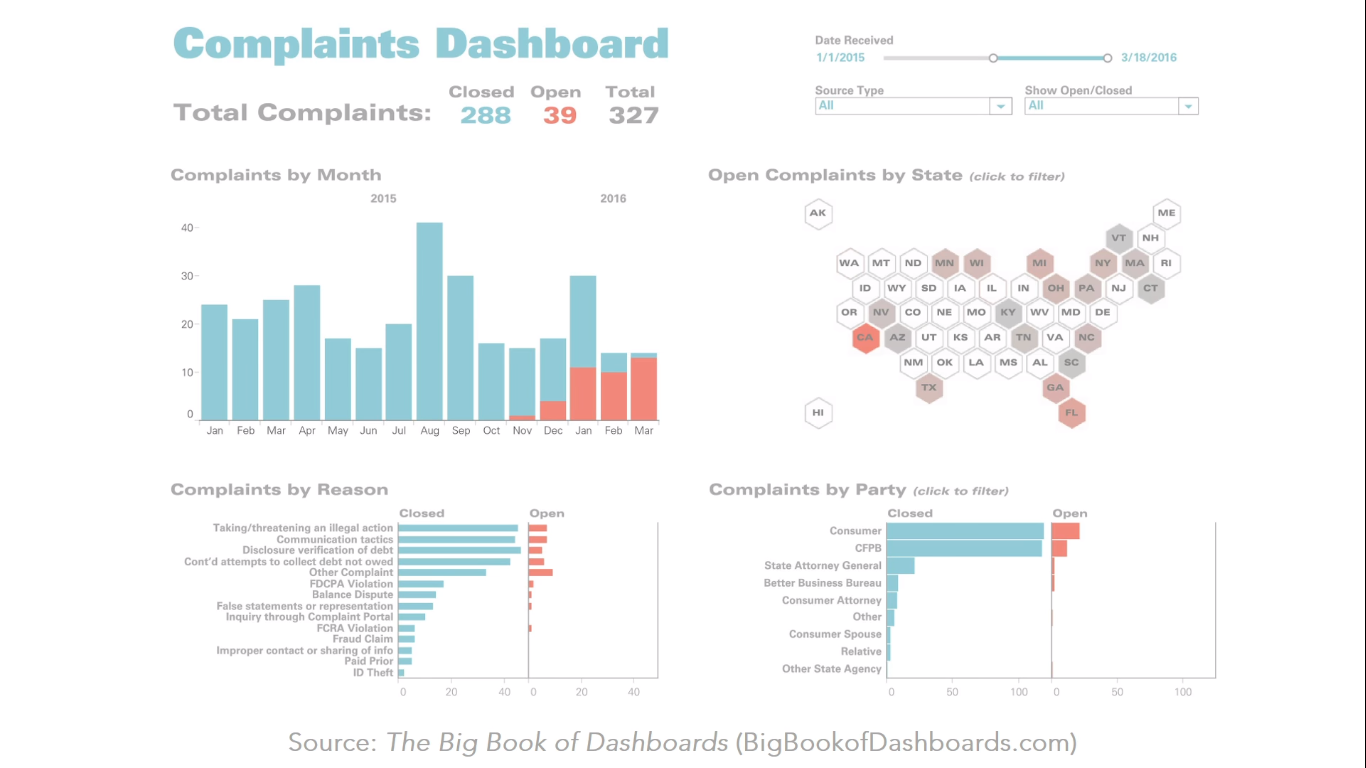 Complaints Dashboard
Date Received
1/1/2015 3/18/2016
Closed Open Total
Total Complaints: 288 39 327
Source Type Show Open/Closed
All All
Complaints by Month
2015 2016
40
30
20
10
0
Jan Feb Mar Apr May Jun Jul Aug Sep Oct Nov Dec Jan Feb Mar
Open Complaints by State (click to filter)
AK ME
VT NH
WA MT ND MN WI MI NY MA RI
ID WY SD IA IL IN OH PA NJ CT
OR NV CO NE MO KY WV MD DE
CA AZ UT KS AR TN VA NC
NM OK LA MS AL SC
TX GA
HI FL
Complaints by Reason
Closed Open
Taking/threatening an illegal action
Communication tactics
Disclosure verification of debt
Cont'd attempts to collect debt not owed
Other Complaint
FDCPA Violation
Balance Dispute
False statements or representation
Inquiry through Complaint Portal
FCRA Violation
Fraud Claim
Improper contact or sharing of info
Paid Prior
ID Theft
0 20 40 0 20 40
Complaints by Party (click to filter)
Closed Open
Consumer
CFPB
State Attorney General
Better Business Bureau
Consumer Attorney
Other
Consumer Spouse
Relative
Other State Agency
0 50 100 0 50 100
Source: The Big Book of Dashboards (BigBookofDashboards.com)